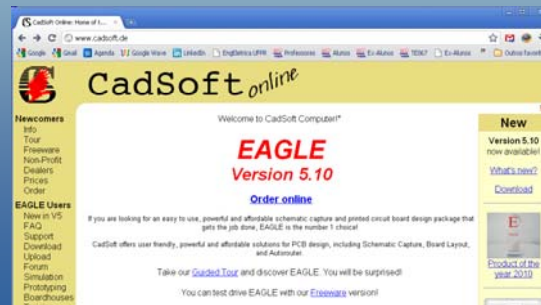 CadSoft Online: Home of t...
www.cadsoft.de
Google Gmail Agenda Google Wave LinkedIn EngEletrica UFPR Professores Alunos Ex-Alunos TE067 Ex-Alunos Outros favorit
CadSoft online
Newcomers
Info
Tour
Freeware
Non-Profit
Dealers
Prices
Order
EAGLE Users
New in V5
FAQ
Support
Download
Upload
Forum
Simulation
Prototyping
Boardhouses
Welcome to CadSoft Computer!*
EAGLE
Version 5.10
Order online
If you are looking for an easy to use, powerful and affordable schematic capture and printed circuit board design package that
gets the job done, EAGLE is the number 1 choice!
CadSoft offers user friendly, powerful and affordable solutions for PCB design, including Schematic Capture, Board Layout,
and Autorouter.
Take our Guided Tour and discover EAGLE. You will be surprised!
You can test drive EAGLE with our Freeware version!
New
Version 5.10
now available!
What's new?
Download
E
Product of the
year 2010